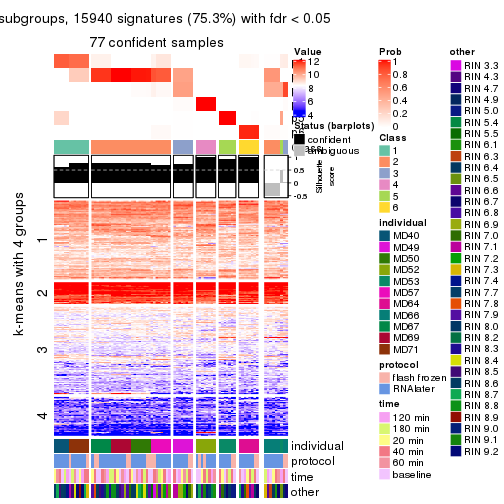 subgroups, 15940 signatures (75.3%) with fdr < 0.05
77 confident samples
k-means with 4 groups
1
2
3
4
1
0.5
0
-0.5
Silhouette
score
individual
protocol
time
other
Value
12
10
8
6
4
Status (barplots)
confident
ambiguous
Prob
1
0.8
0.6
0.4
0.2
0
Class
1
2
3
4
5
6
individual
MD40
MD49
MD50
MD52
MD53
MD57
MD64
MD66
MD67
MD69
MD71
protocol
flash frozen
RNAlater
time
120 min
180 min
20 min
40 min
60 min
baseline
other
RIN 3.3
RIN 4.3
RIN 4.7
RIN 4.9
RIN 5.0
RIN 5.4
RIN 5.5
RIN 6.1
RIN 6.3
RIN 6.4
RIN 6.5
RIN 6.6
RIN 6.7
RIN 6.8
RIN 6.9
RIN 7.0
RIN 7.1
RIN 7.2
RIN 7.3
RIN 7.4
RIN 7.7
RIN 7.8
RIN 7.9
RIN 8.0
RIN 8.2
RIN 8.3
RIN 8.4
RIN 8.5
RIN 8.6
RIN 8.7
RIN 8.8
RIN 8.9
RIN 9.0
RIN 9.1
RIN 9.2